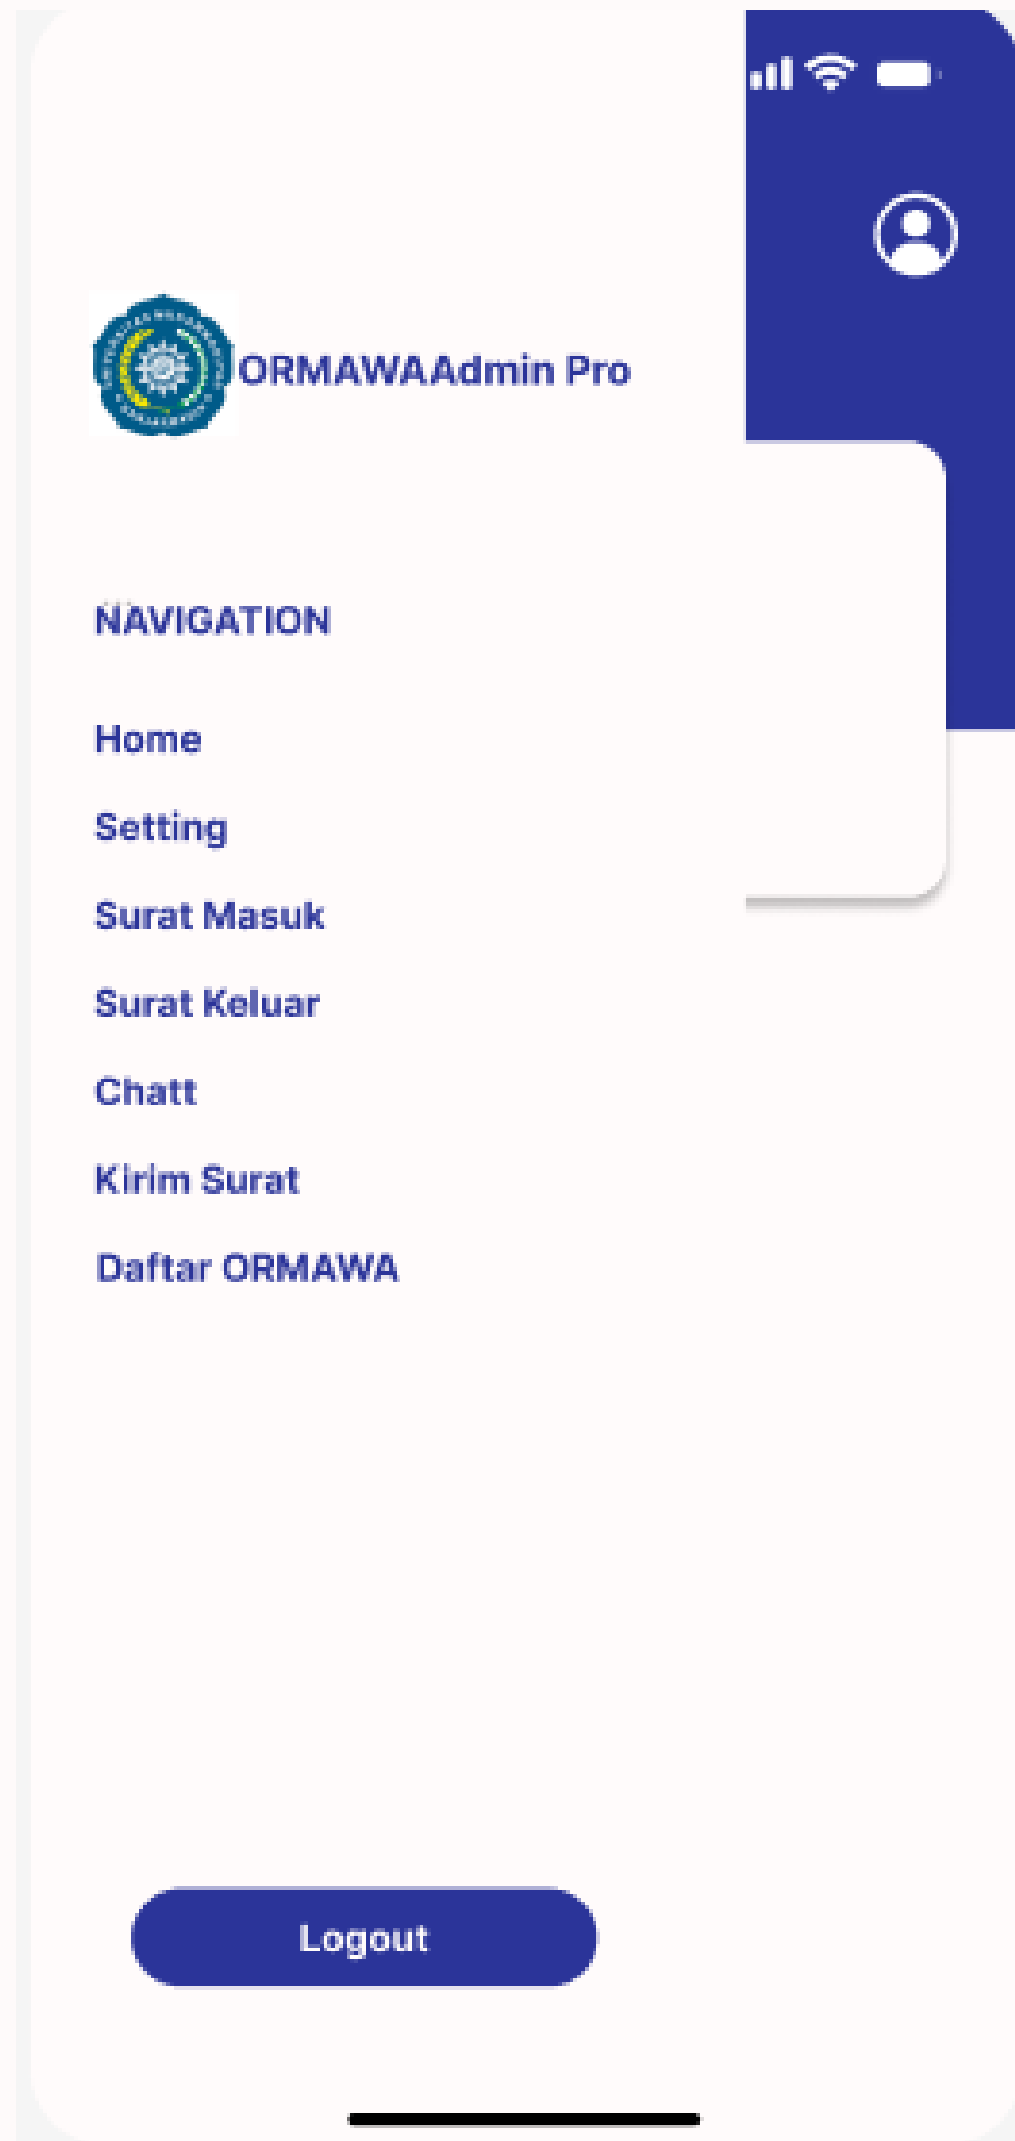 ORMAWAAdmin Pro
NAVIGATION
Home
Setting
Surat Masuk
Surat Keluar
Chatt
Kirim Surat
Daftar ORMAWA
Logout